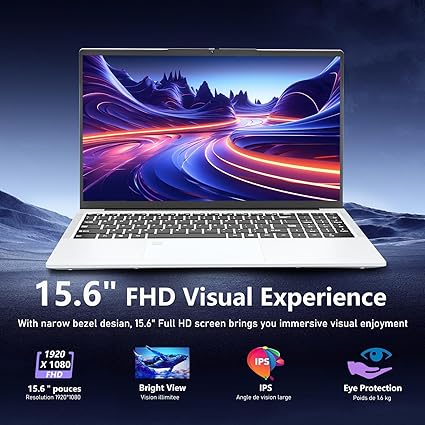 15.6" FHD Visual Experience
With narow bezel desian, 15.6" Full HD screen brings you immersive visual enjoyment
1920
X 1080
FHD
15.6 " pouces
Resolution 1920*1080
Bright View
Vision illimitee
IPS
IPS
Angle de vision large
Eye Protection
Poids de 1.6 kg